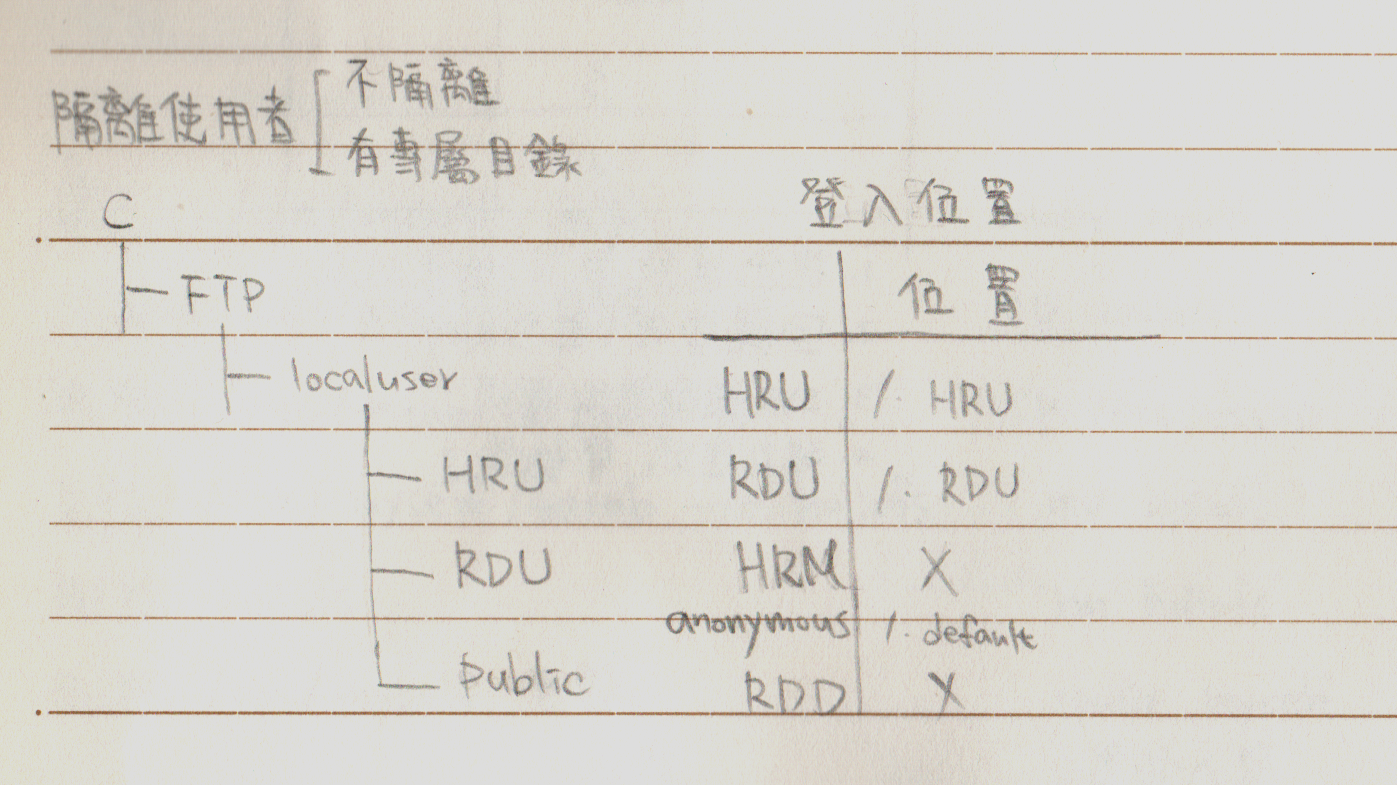 隔離使用者
不隔離
有專屬目錄
C
FTP
localuser
HRU
RDU
Public
登入位置
位置
HRU /. HRU
RDU /. RDU
HRM X
anonymous /. default
RDD X